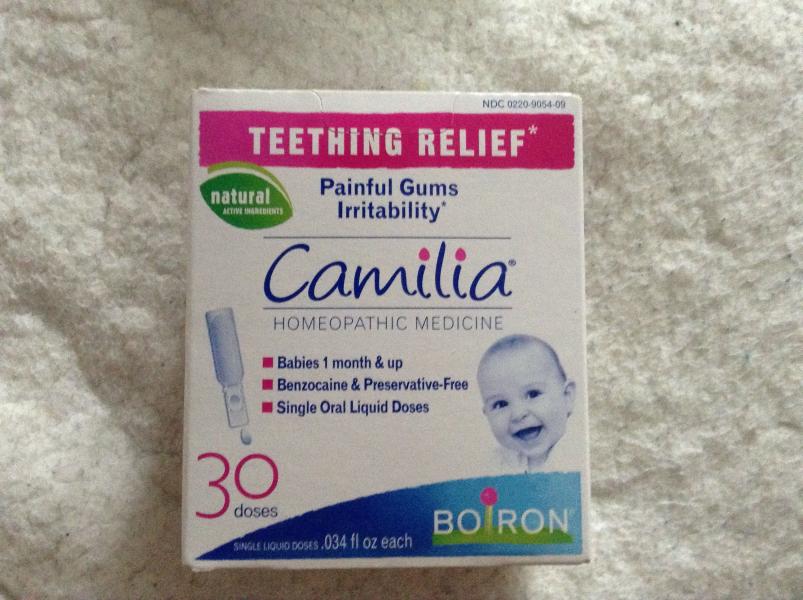 NDC 0220-9054-09
TEETHING RELIEF*
natural
ACTIVE INGREDIENTS
Painful Gums
Irritability*
Camilia®
HOMEOPATHIC MEDICINE
Babies 1 month & up
Benzocaine & Preservative-Free
Single Oral Liquid Doses
30
doses
SINGLE LIQUID DOSES .034 fl oz each
BOIRON®